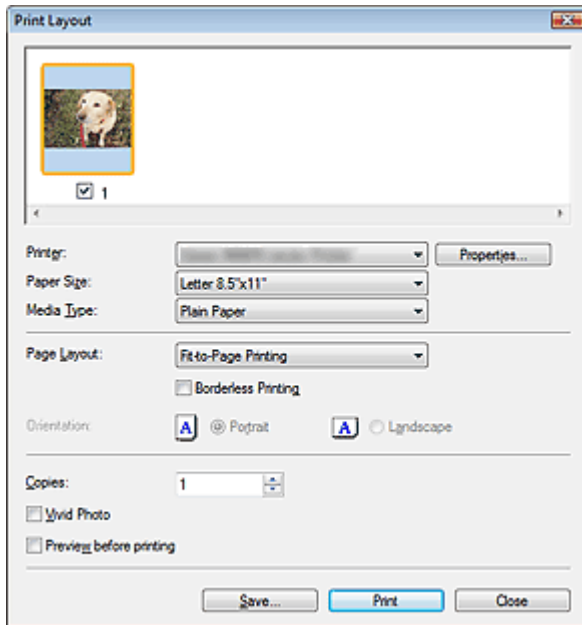 Print Layout
1
Printer: Properties...
Paper Size: Letter 8.5"x11"
Media Type: Plain Paper
Page Layout: Fit-to-Page Printing
Borderless Printing
Orientation: A Portrait A Landscape
Copies: 1
Vivid Photo
Preview before printing
Save... Print Close